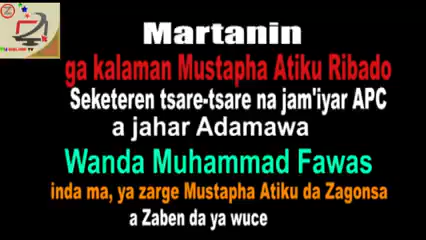 Martanin
ga kalaman Mustapha Atiku Ribado
Seketeren tsare-tsare na jam'iyar APC
a jahar Adamawa
Wanda Muhammad Fawas
inda ma, ya zarge Mustapha Atiku da Zagonsa
a Zaben da ya wuce